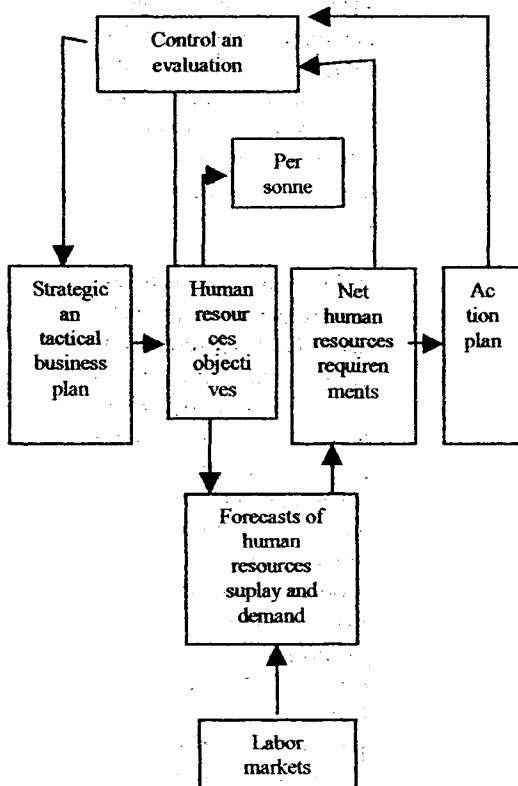 Control an
evaluation
Per
sonne
Strategic
an
tactical
business
plan
Human
resour
ces
objecti
ves
Net
human
resources
requiren
ments
Ac
tion
plan
Forecasts of
human
resources
suplay and
demand
Labor
markets